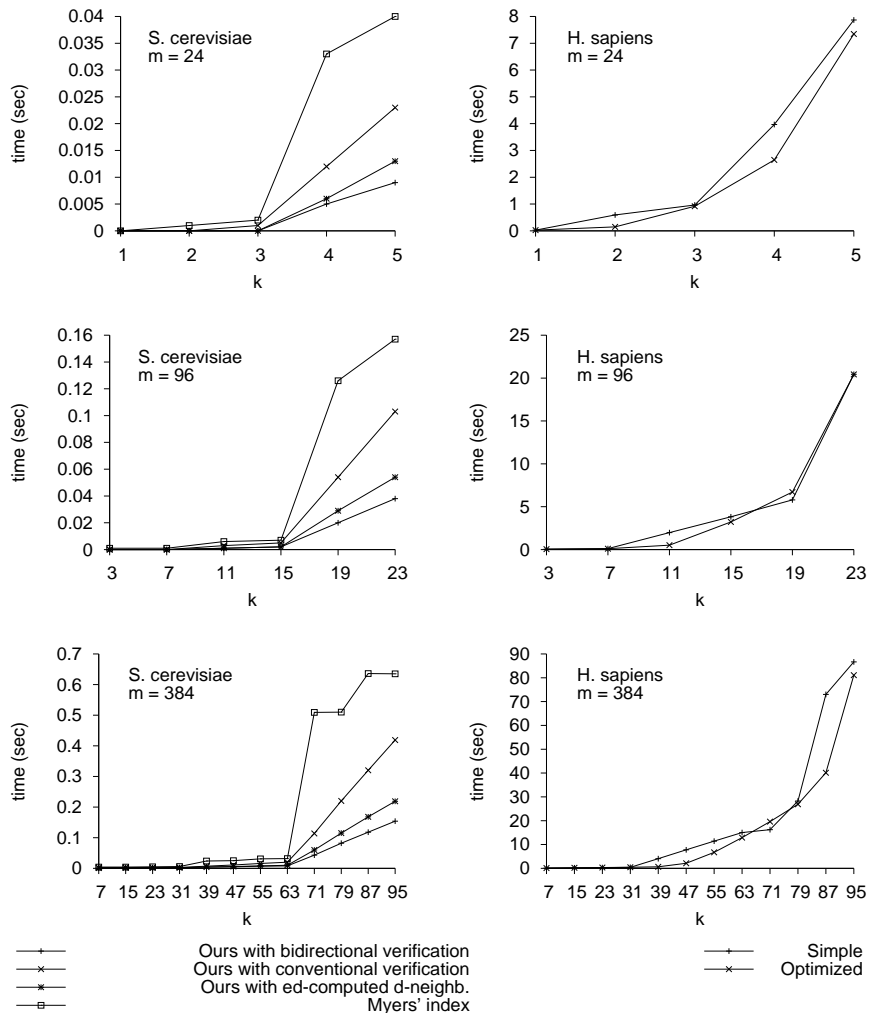 0.04
0.035
0.03
0.025
0.02
0.015
0.01
0.005
0
time (sec)
S. cerevisiae
m = 24
1 2 3 4 5
k
8
7
6
5
4
3
2
1
0
time (sec)
H. sapiens
m = 24
1 2 3 4 5
k
0.16
0.14
0.12
0.1
0.08
0.06
0.04
0.02
0
time (sec)
S. cerevisiae
m = 96
3 7 11 15 19 23
k
25
20
15
10
5
0
time (sec)
H. sapiens
m = 96
3 7 11 15 19 23
k
0.7
0.6
0.5
0.4
0.3
0.2
0.1
0
time (sec)
S. cerevisiae
m = 384
7 15 23 31 39 47 55 63 71 79 87 95
k
90
80
70
60
50
40
30
20
10
0
time (sec)
H. sapiens
m = 384
7 15 23 31 39 47 55 63 71 79 87 95
k
Ours with bidirectional verification
Ours with conventional verification
Ours with ed-computed d-neighb.
Myers' index
Simple
Optimized